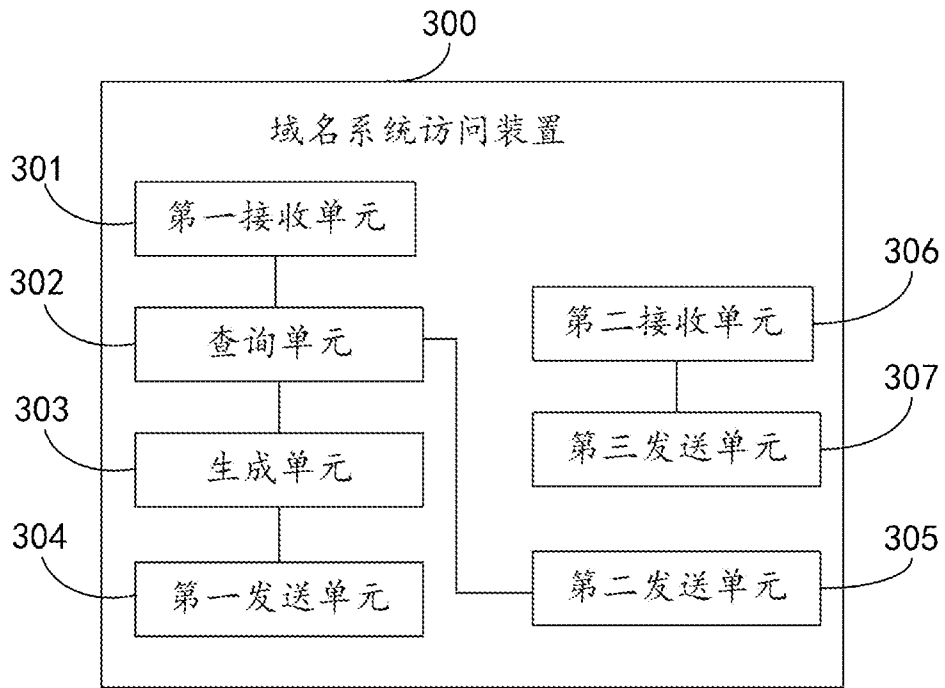 300
域名系统访问装置
301
第一接收单元
302
查询单元
303
生成单元
304
第一发送单元
306
第二接收单元
307
第三发送单元
305
第二发送单元